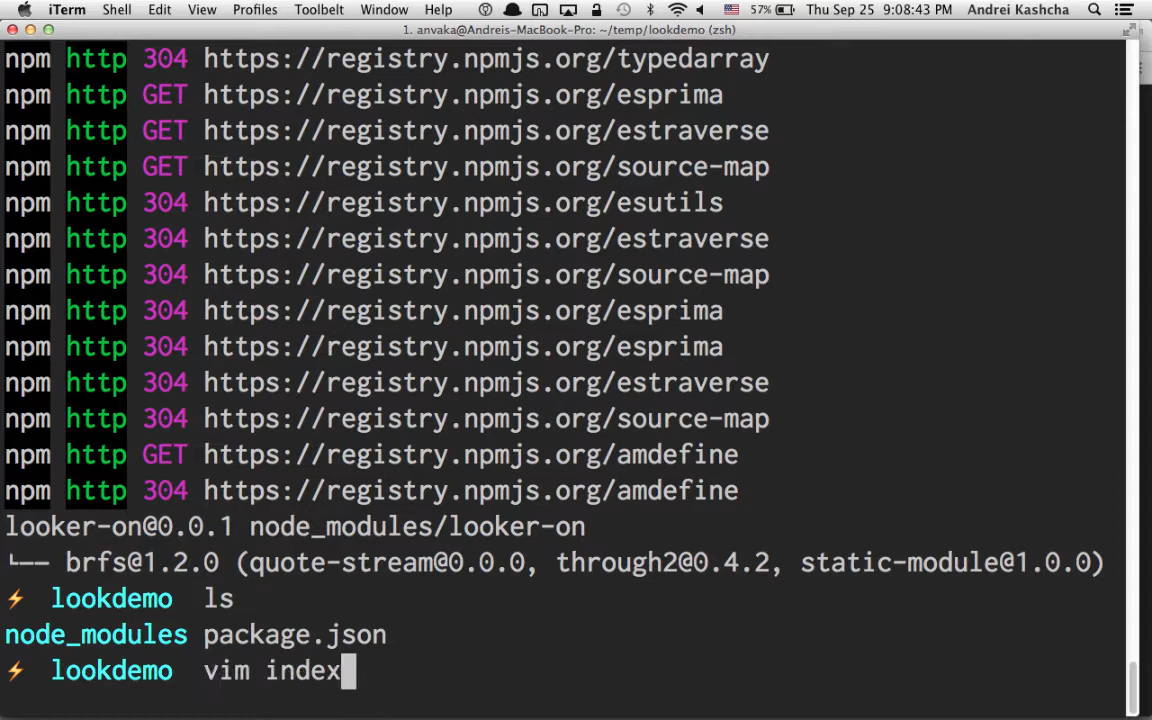 iTerm Shell Edit View Profiles Toolbelt Window Help 57% Thu Sep 25 9:08:43 PM Andrei Kashcha
1. anvaka@Andreis-MacBook-Pro: ~/temp/lookdemo (zsh)
npm http 304 https://registry.npmjs.org/typedarray
npm http GET https://registry.npmjs.org/esprima
npm http GET https://registry.npmjs.org/estraverse
npm http GET https://registry.npmjs.org/source-map
npm http 304 https://registry.npmjs.org/esutils
npm http 304 https://registry.npmjs.org/estraverse
npm http 304 https://registry.npmjs.org/source-map
npm http 304 https://registry.npmjs.org/esprima
npm http 304 https://registry.npmjs.org/esprima
npm http 304 https://registry.npmjs.org/estraverse
npm http 304 https://registry.npmjs.org/source-map
npm http GET https://registry.npmjs.org/amdefine
npm http 304 https://registry.npmjs.org/amdefine
looker-on@0.0.1 node_modules/looker-on
└── brfs@1.2.0 (quote-stream@0.0.0, through2@0.4.2, static-module@1.0.0)
⚡ lookdemo ls
node_modules package.json
⚡ lookdemo vim index